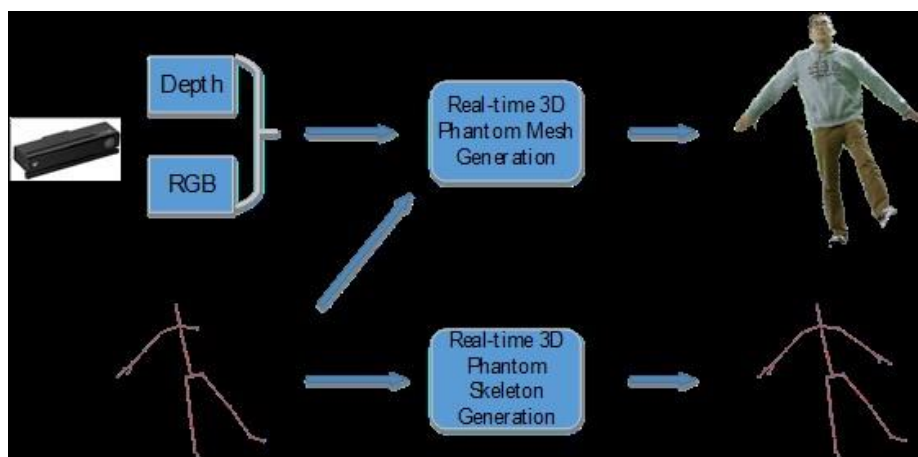 Depth
RGB
Real-time 3D
Phantom Mesh
Generation
Real-time 3D
Phantom
Skeleton
Generation